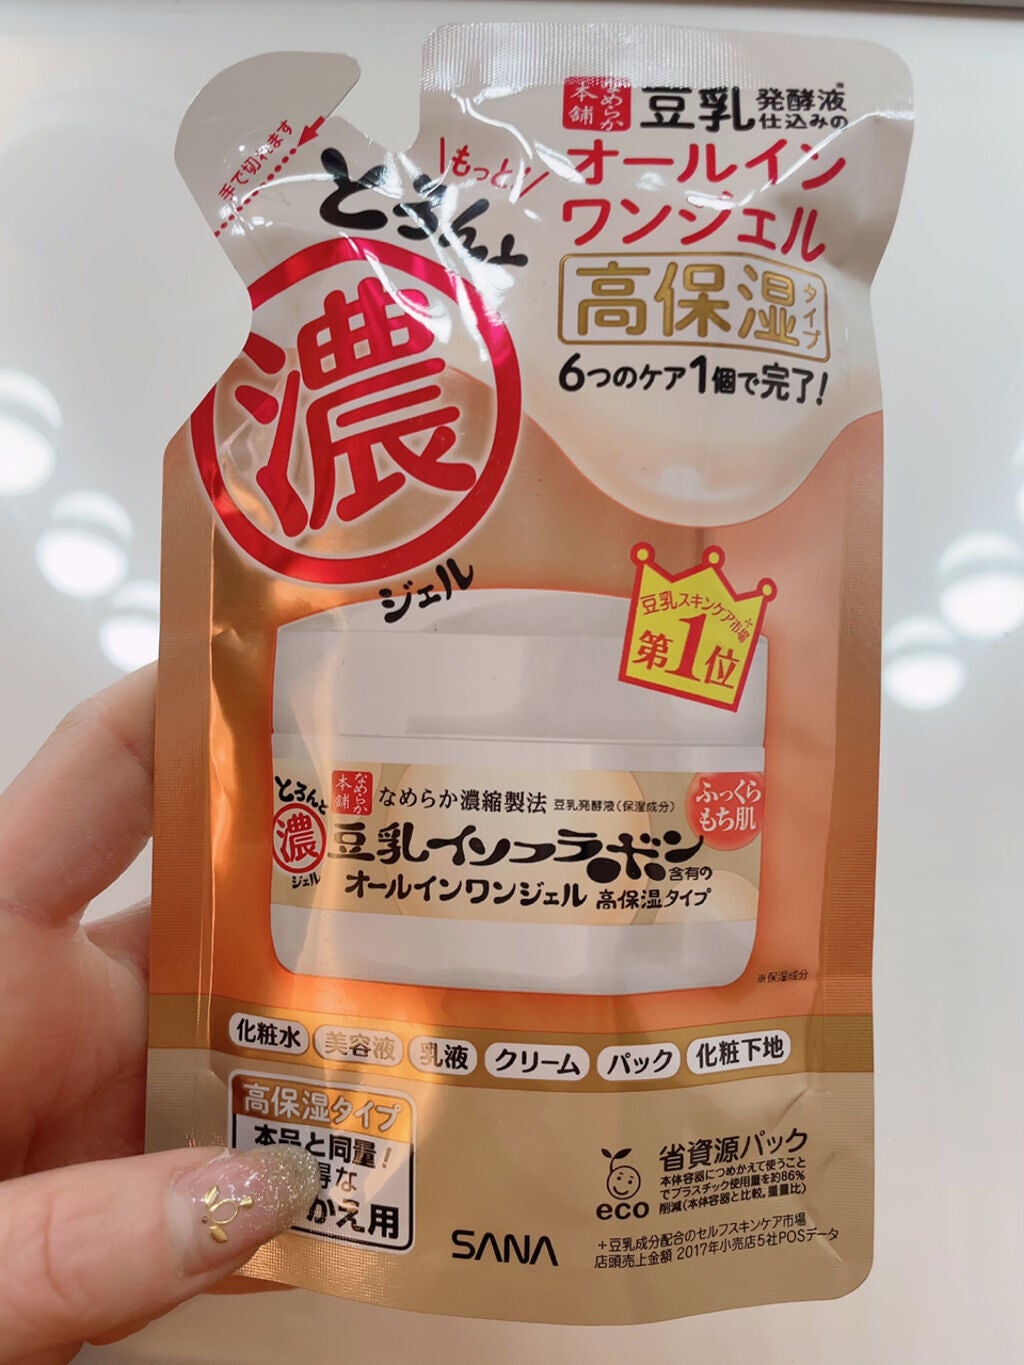 手で切れます
\もっと!/
とろんと
濃
ジェル
なめらか本舗
豆乳発酵液※仕込みの
オールイン
ワンジェル
高保湿タイプ
6つのケア1個で完了!
豆乳スキンケア市場+
第1位
とろんと
濃
ジェル
なめらか本舗
なめらか濃縮製法 豆乳発酵液(保湿成分)
豆乳イソフラボン含有の
オールインワンジェル 高保湿タイプ
ふっくら
もち肌
※保湿成分
化粧水 美容液 乳液 クリーム パック 化粧下地
高保湿タイプ
本品と同量!
得な
かえ用
SANA
eco
省資源パック
本体容器につめかえて使うこと
でプラスチック使用量を約86%
削減(本体容器と比較。重量比)
+豆乳成分配合のセルフスキンケア市場
店頭売上金額 2017年小売店5社POSデータ